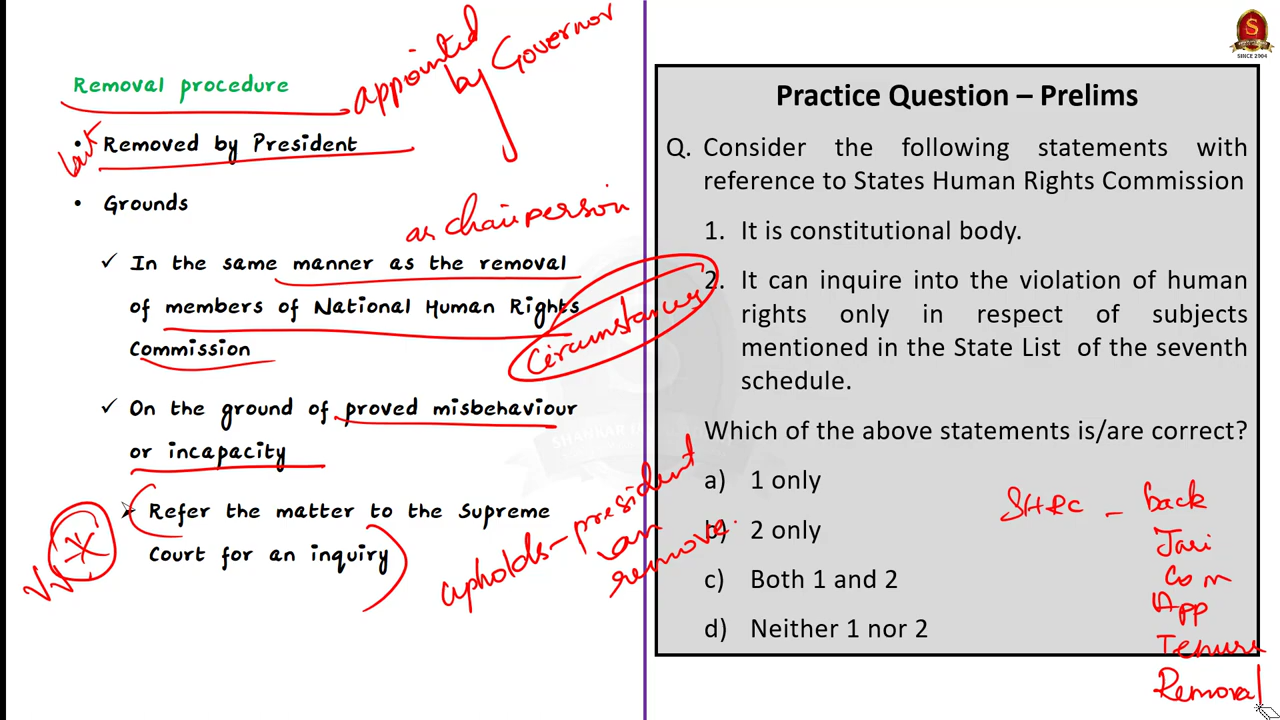 Removal procedure
appointed
by Governor
but
• Removed by President
• Grounds
as chairperson
✓ In the same manner as the removal
of members of National Human Rights
Commission
circumstances
✓ On the ground of proved misbehaviour
or incapacity
➤ Refer the matter to the Supreme
Court for an inquiry
upholds - president
can
remove.
S
SINCE 2004
Practice Question – Prelims
Q. Consider the following statements with
reference to States Human Rights Commission
1. It is constitutional body.
2. It can inquire into the violation of human
rights only in respect of subjects
mentioned in the State List of the seventh
schedule.
Which of the above statements is/are correct?
a) 1 only
b) 2 only
c) Both 1 and 2
d) Neither 1 nor 2
SHRC - back
Juri
Com
App
Tenure
Removal